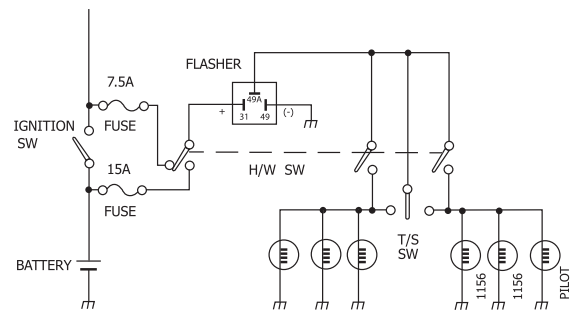 FLASHER
7.5A
49A
31 49
+
(-)
IGNITION
SW
FUSE
15A
H/W SW
FUSE
T/S
SW
BATTERY
1156
1156
PILOT